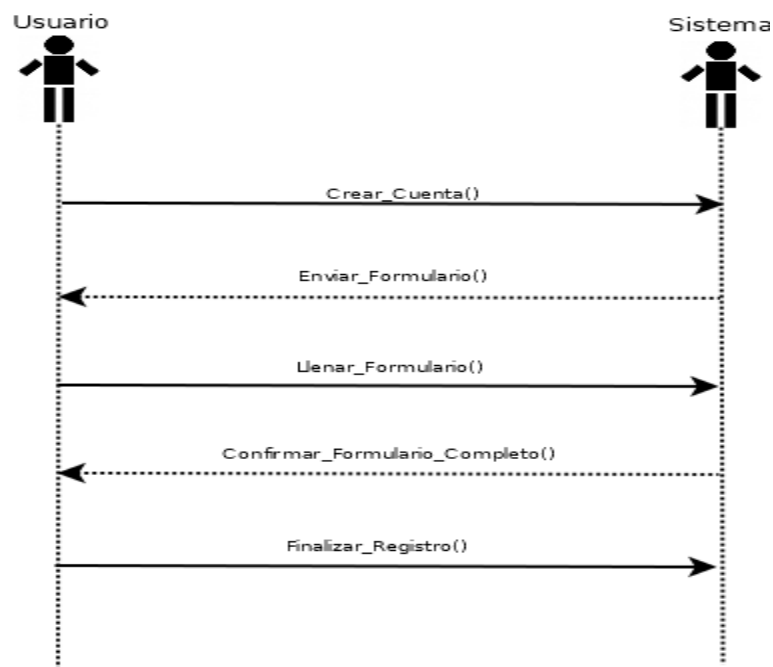 Usuario
Sistema
Crear_Cuenta()
Enviar_Formulario()
Llenar_Formulario()
Confirmar_Formulario_Completo()
Finalizar_Registro()